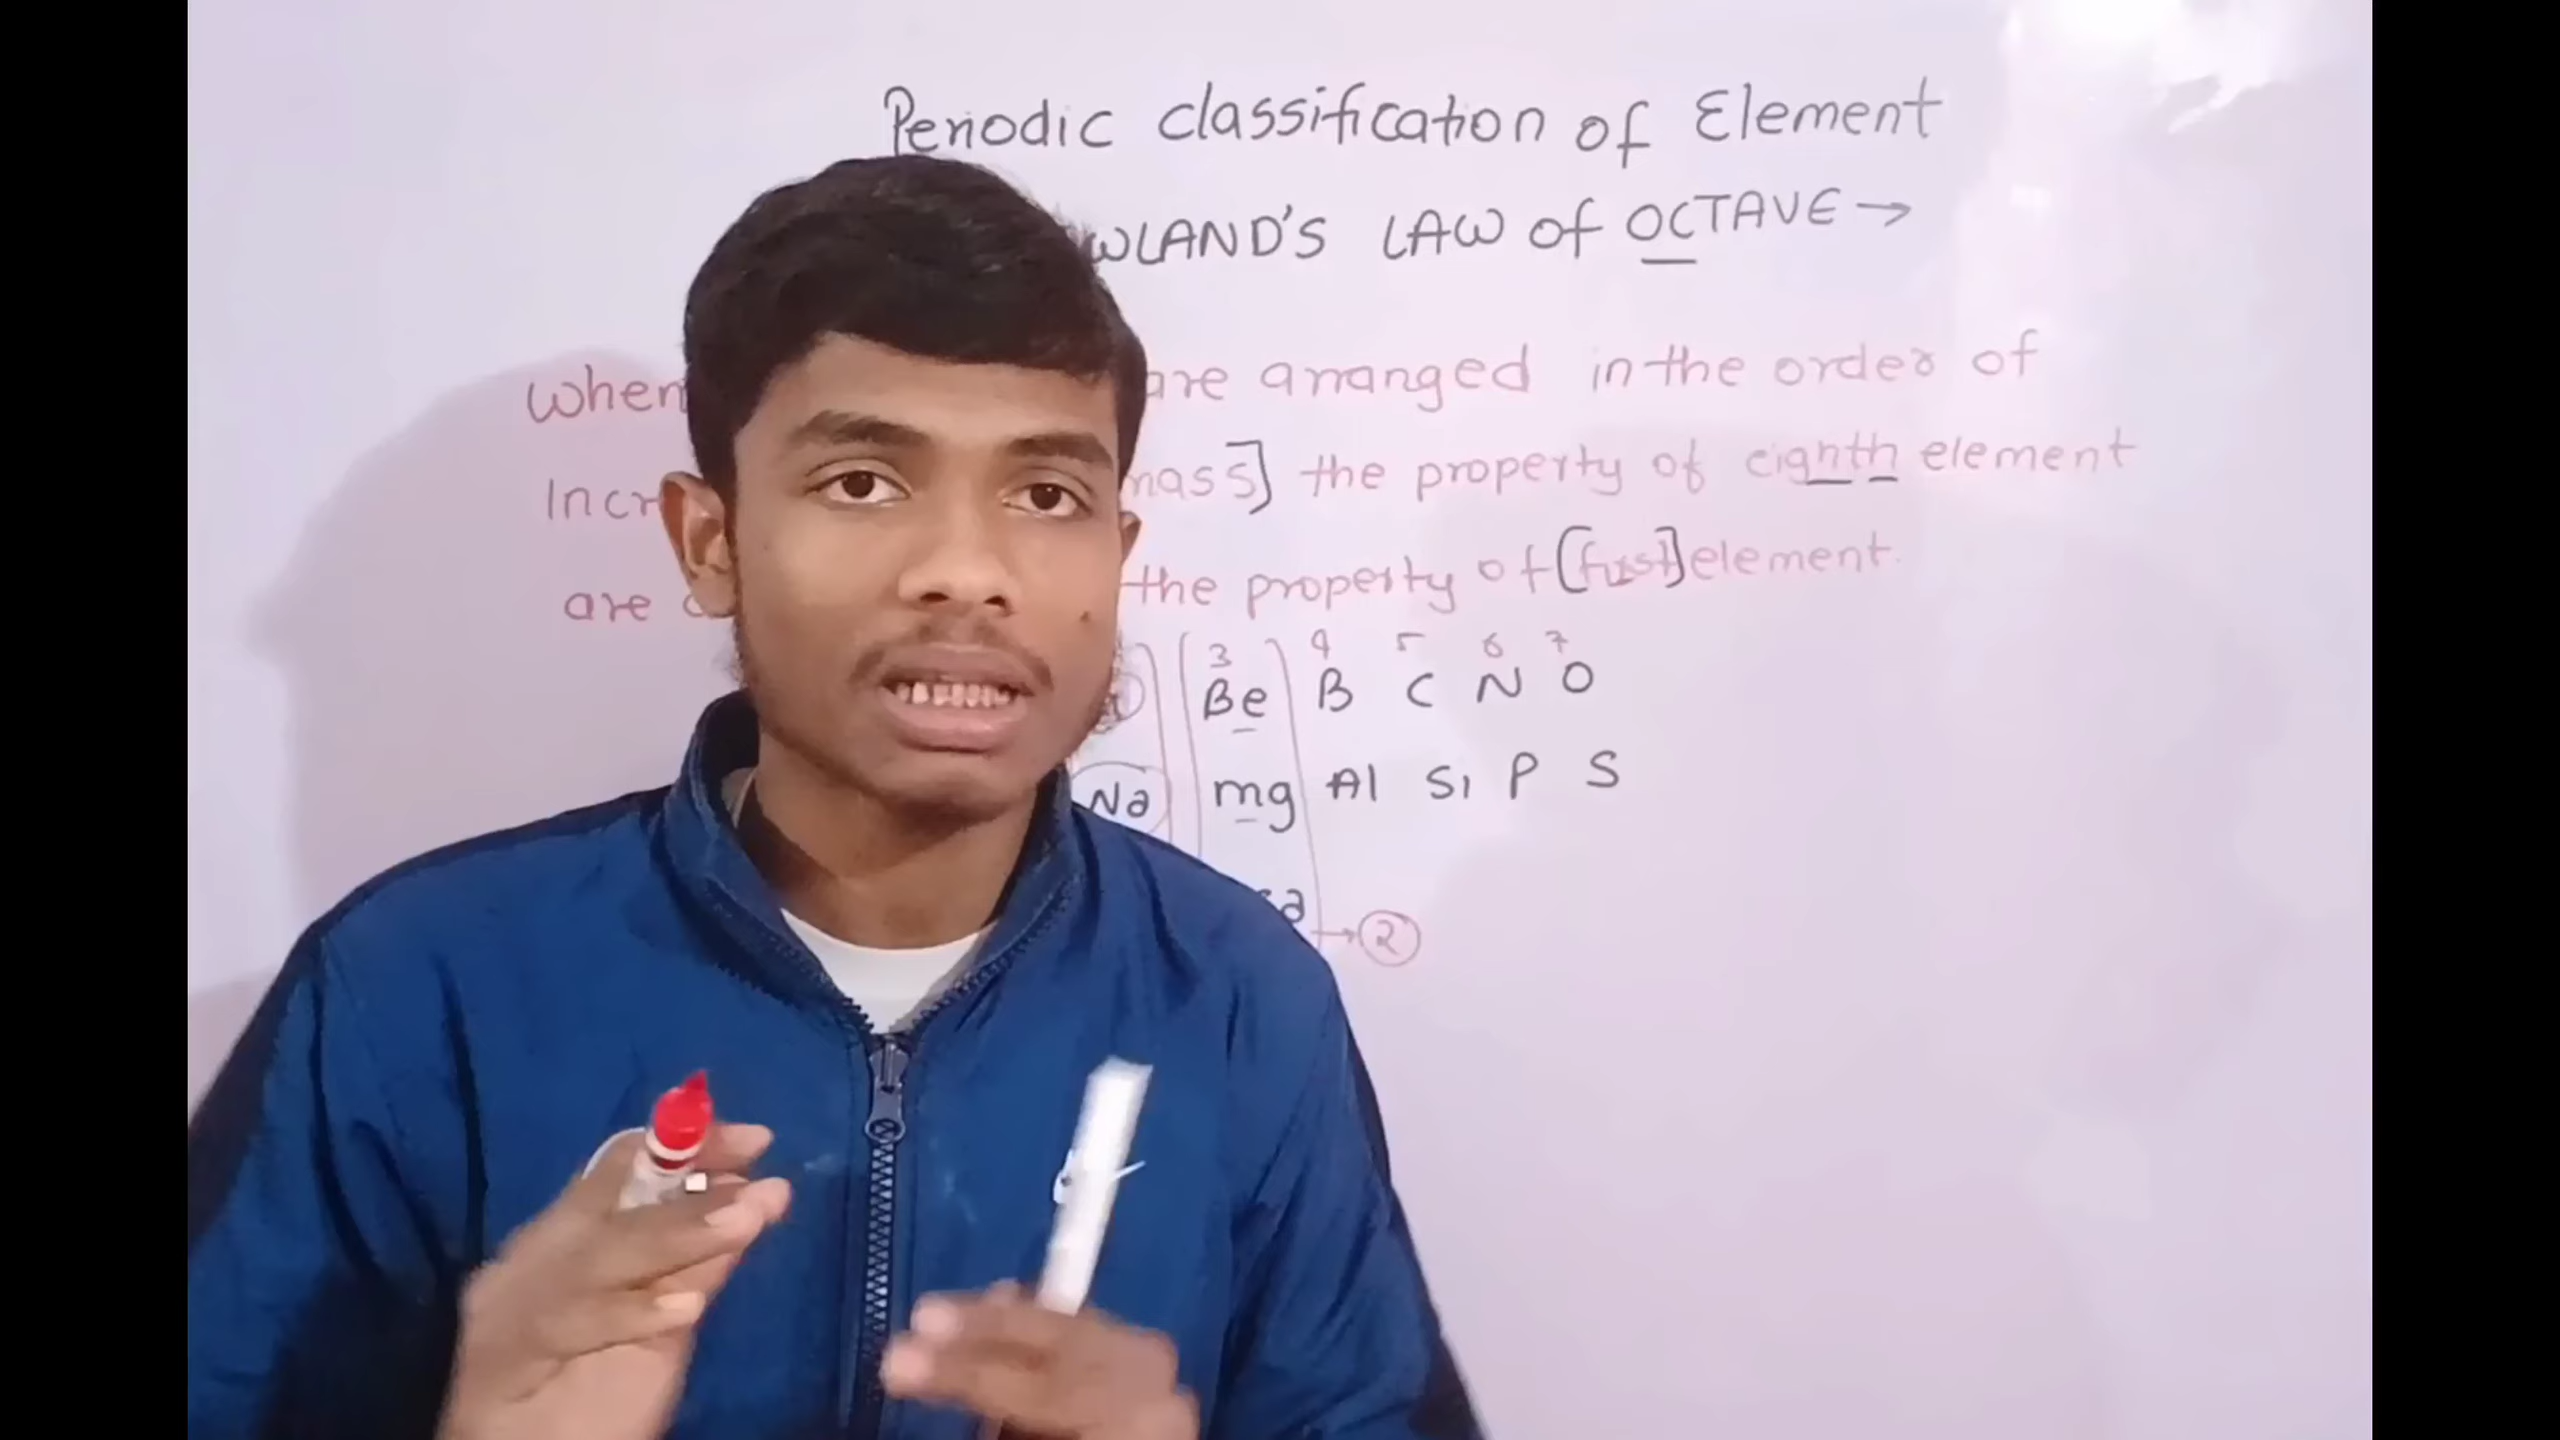 Periodic classification of Element
WLAND'S LAW of OCTAVE →
When are arranged in the order of
Incr mass] the property of eighth element
are the property of [first] element.
3 4 5 6 7
Be B C N O
Na mg Al Si P S
→ 2